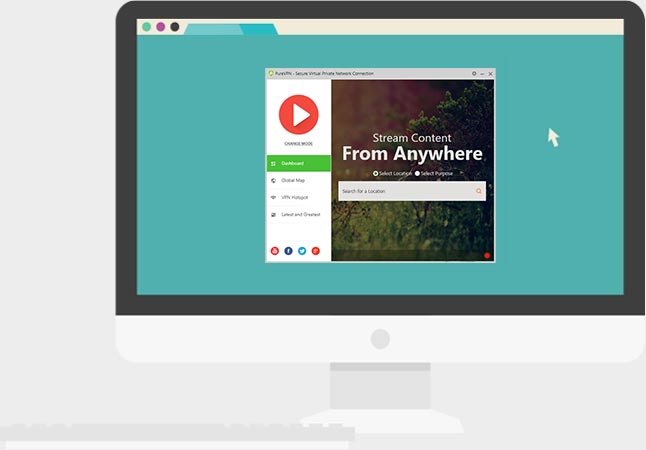 PureVPN - Secure Virtual Private Network Connection
CHANGE MODE
Dashboard
Global Map
VPN Hotspot
Latest and Greatest
Stream Content
From Anywhere
Select Location Select Purpose
Search for a Location